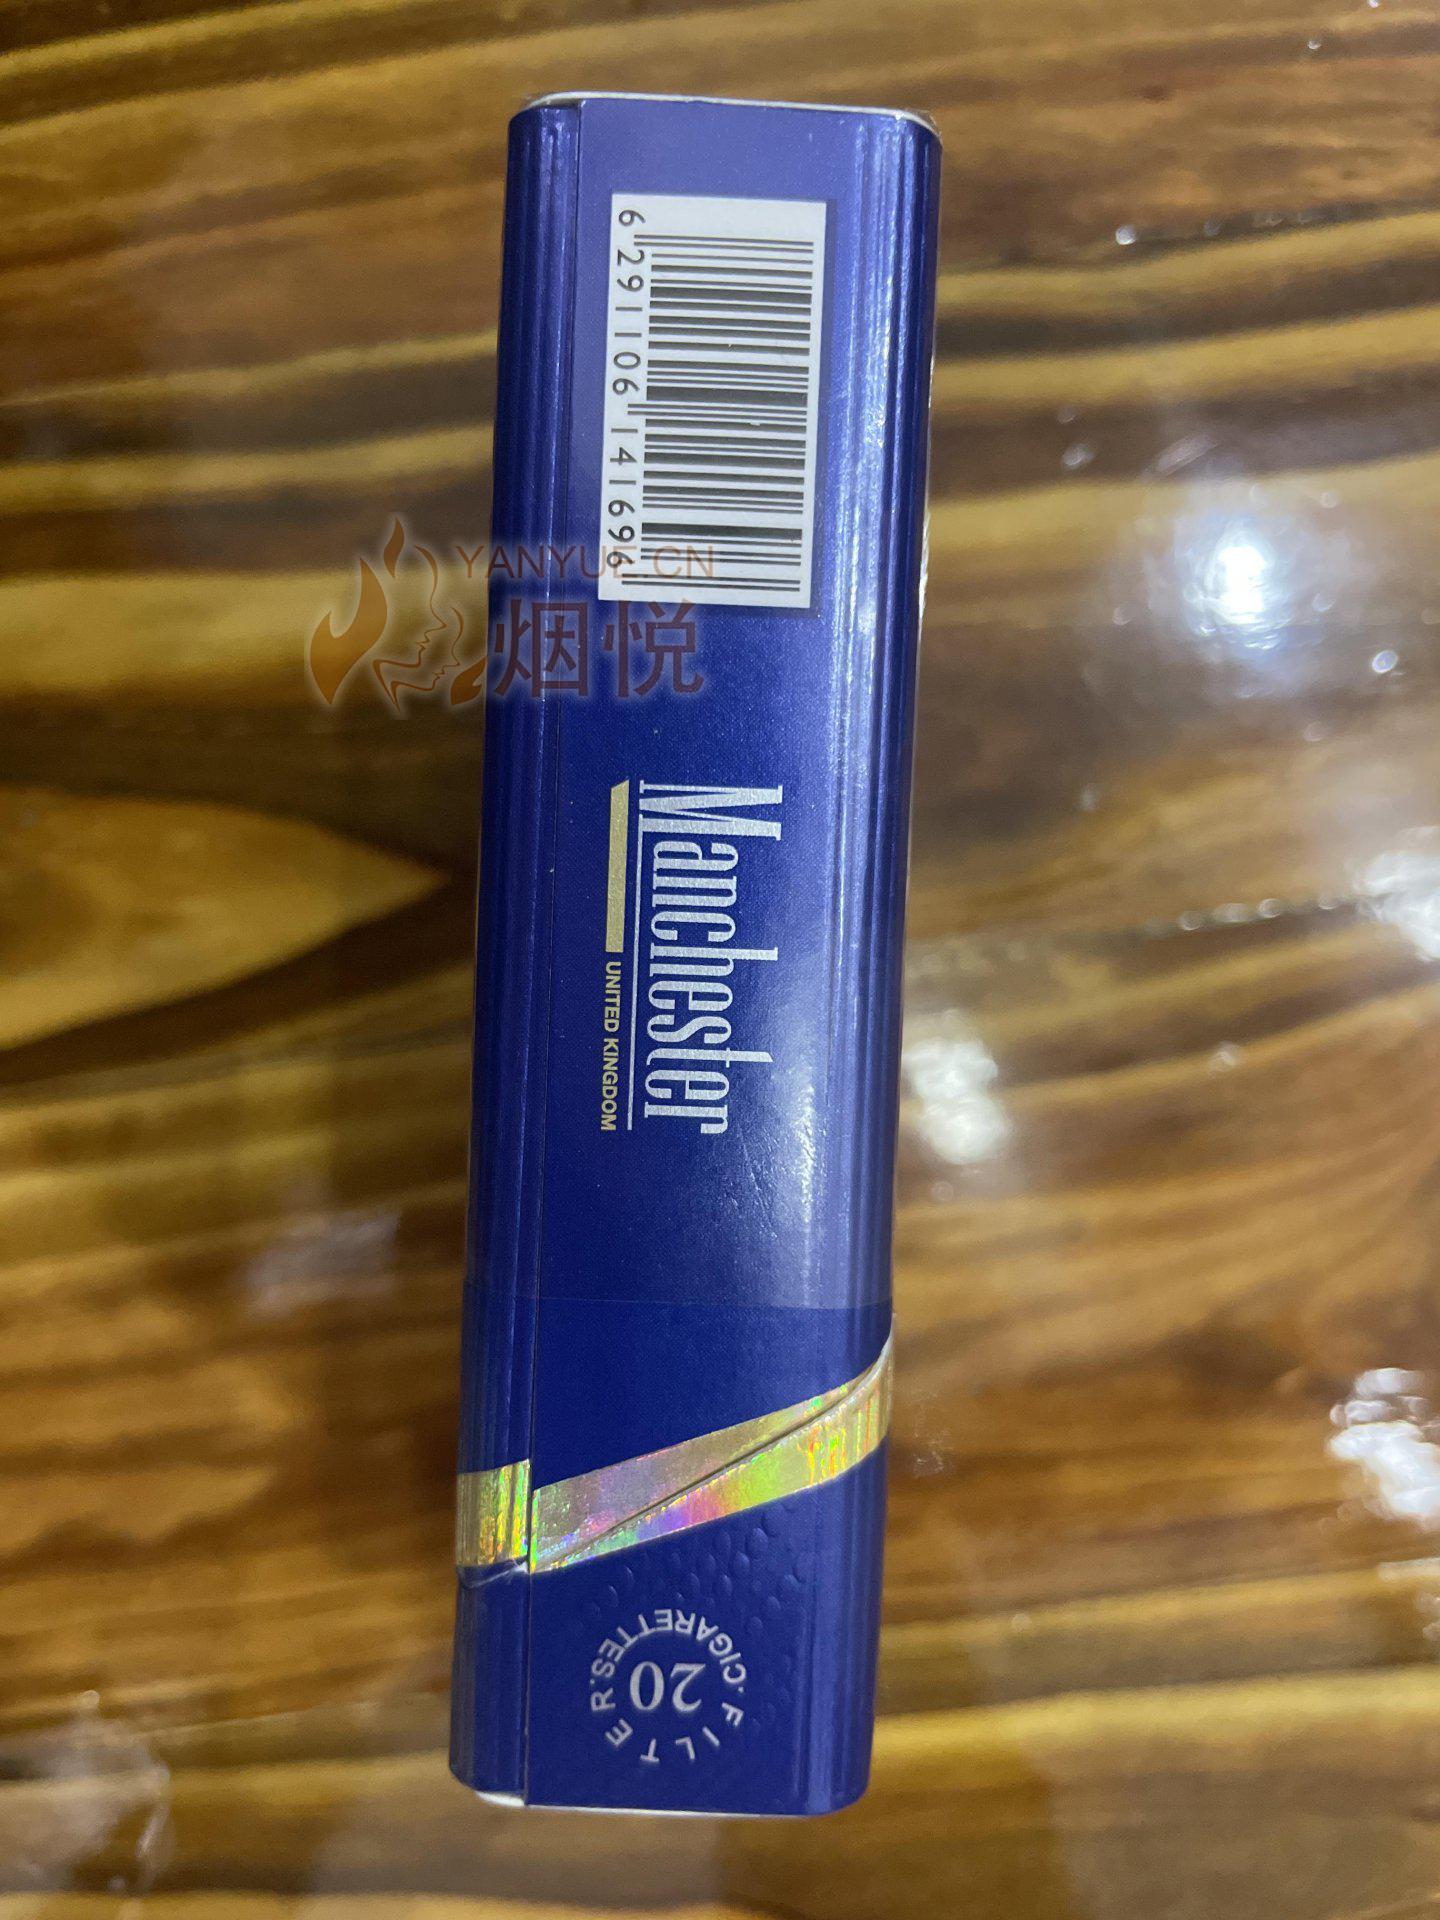 6 291106 141696
YANYUE.CN
烟悦
Manchester
UNITED KINGDOM
FILTER CIGARETTES
20